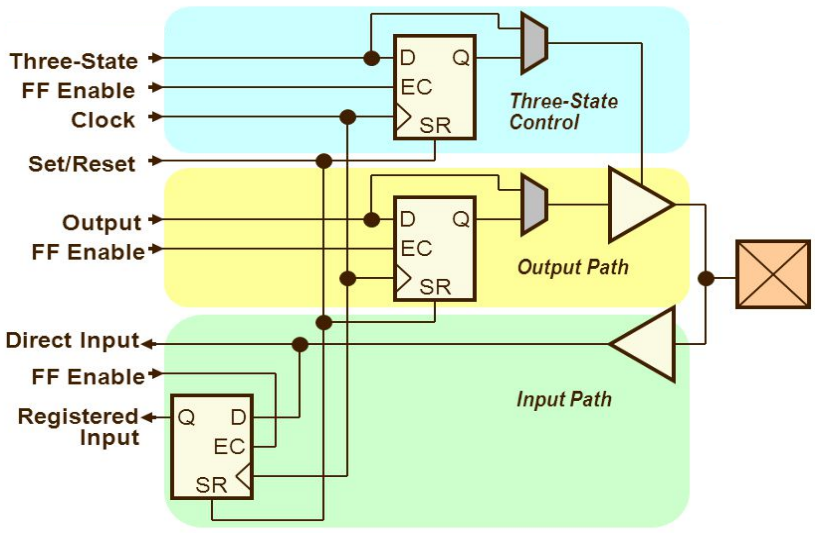 Three-State
FF Enable
Clock
Set/Reset
D
Q
EC
SR
Three-State
Control
Output
FF Enable
D
Q
EC
SR
Output Path
Direct Input
FF Enable
Registered
Input
Q
D
EC
SR
Input Path